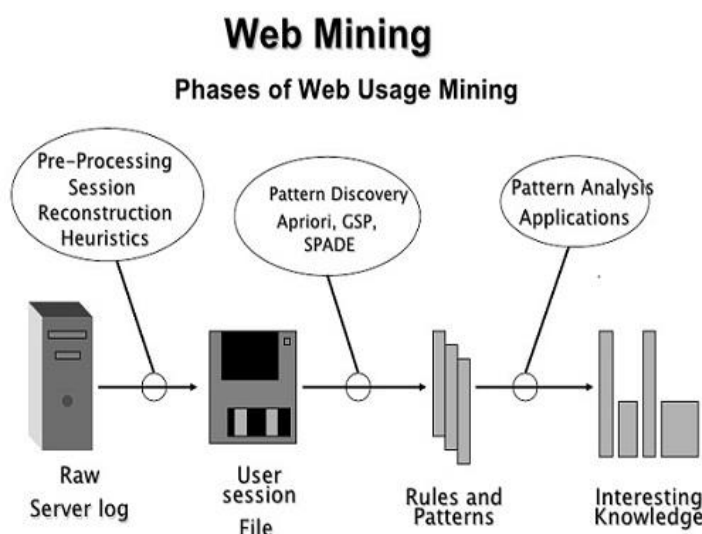 Web Mining
Phases of Web Usage Mining
Pre-Processing
Session
Reconstruction
Heuristics
Pattern Discovery
Apriori, GSP,
SPADE
Pattern Analysis
Applications
Raw
Server log
User
session
File
Rules and
Patterns
Interesting
Knowledge